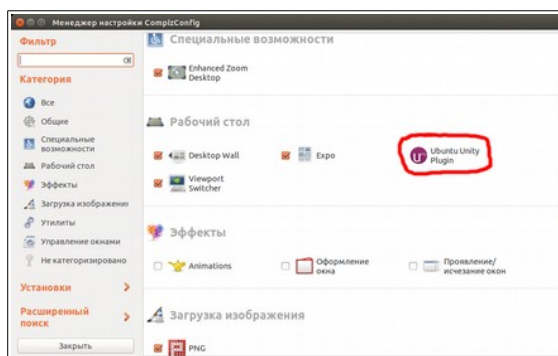 Менеджер настройки CompizConfig
Фильтр
Категория
Все
Общие
Специальные
возможности
Рабочий стол
Эффекты
Загрузка изображени
Утилиты
Управление окнами
Не категоризировано
Установки
Расширенный
поиск
Закрыть
Специальные возможности
Enhanced Zoom
Desktop
Рабочий стол
Desktop Wall
Expo
Ubuntu Unity
Plugin
Viewport
Switcher
Эффекты
Animations
Оформление
окна
Проявление/
исчезание окон
Загрузка изображения
PNG